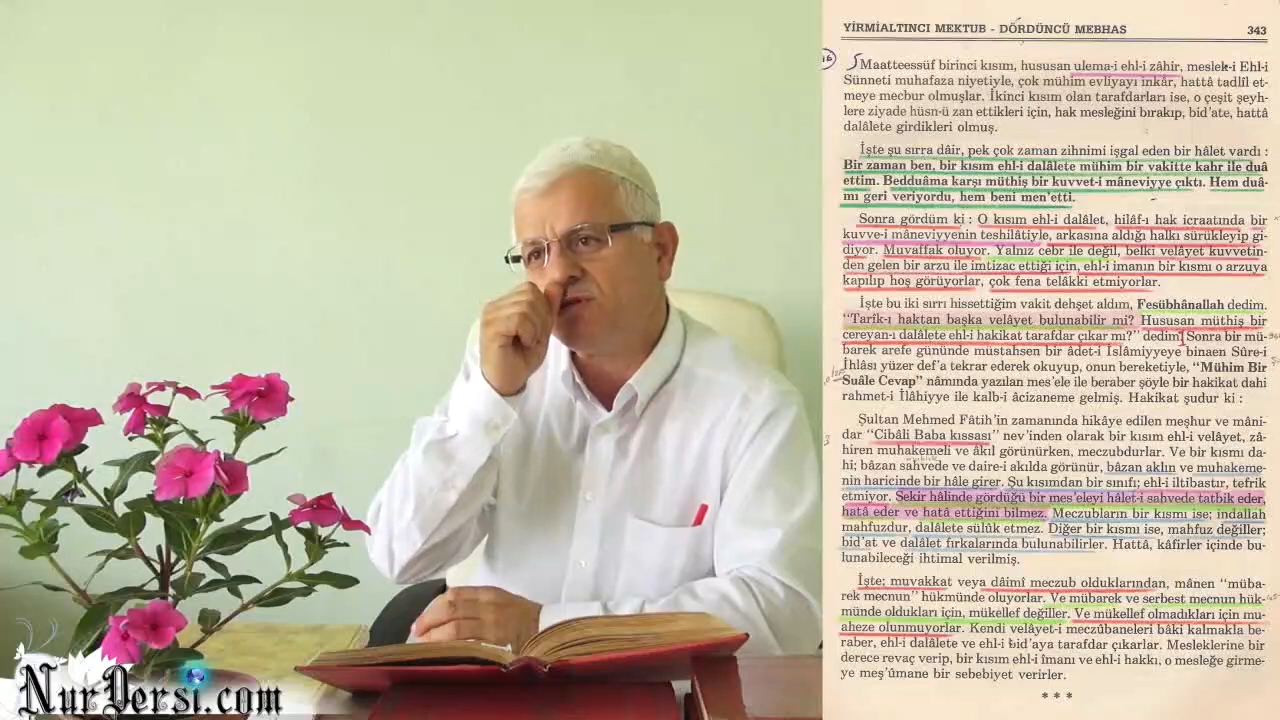 YİRMİALTINCI MEKTUB - DÖRDÜNCÜ MEBHAS 343
Maatteessüf birinci kısım, hususan ulema-i ehl-i zâhir, meslek-i Ehl-i
Sünneti muhafaza niyetiyle, çok mühim evliyayı inkâr, hattâ tadlîl et-
meye mecbur olmuşlar. İkinci kısım olan tarafdarları ise, o çeşit şeyh-
lere ziyade hüsn-ü zan ettikleri için, hak mesleğini bırakıp, bid'ate, hattâ
dalâlete girdikleri olmuş.
İşte şu sırra dâir, pek çok zaman zihnimi işgal eden bir hâlet vardı :
Bir zaman ben, bir kısım ehl-i dalâlete mühim bir vakitte kahr ile duâ
ettim. Bedduâma karşı müthiş bir kuvvet-i mâneviyye çıktı. Hem duâ-
mı geri veriyordu, hem beni men'etti.
Sonra gördüm ki : O kısım ehl-i dalâlet, hilâf-ı hak icraatında bir
kuvve-i mâneviyyenin teshilâtiyle, arkasına aldığı halkı sürükleyip gi-
diyor. Muvaffak oluyor. Yalnız cebr ile değil, belki velâyet kuvvetin-
den gelen bir arzu ile imtizac ettiği için, ehl-i imanın bir kısmı o arzuya
kapılıp hoş görüyorlar, çok fena telâkki etmiyorlar.
İşte bu iki sırrı hissettiğim vakit dehşet aldım, Fesübhânallah dedim.
"Tarîk-ı haktan başka velâyet bulunabilir mi? Hususan müthiş bir
cereyan-ı dalâlete ehl-i hakikat tarafdar çıkar mı?" dedim. Sonra bir mü-
barek arefe gününde müstahsen bir âdet-i İslâmiyyeye binaen Sûre-i
İhlâsı yüzer def'a tekrar ederek okuyup, onun bereketiyle, "Mühim Bir
Suâle Cevap" nâmında yazılan mes'ele ile beraber şöyle bir hakikat dahi
rahmet-i İlâhiyye ile kalb-i âcizaneme gelmiş. Hakikat şudur ki :
Sultan Mehmed Fâtih'in zamanında hikâye edilen meşhur ve mâni-
dar "Cibâli Baba kıssası" nev'inden olarak bir kısım ehl-i velâyet, zâ-
hiren muhakemeli ve âkıl görünürken, meczubdurlar. Ve bir kısmı da-
hi; bâzan sahvede ve daire-i akılda görünür, bâzan aklın ve muhakeme-
nin haricinde bir hâle girer. Şu kısımdan bir sınıfı; ehl-i iltibastır, tefrik
etmiyor. Sekir hâlinde gördüğü bir mes'eleyi hâlet-i sahvede tatbik eder,
hatâ eder ve hatâ ettiğini bilmez. Meczubların bir kısmı ise; indallah
mahfuzdur, dalâlete sülûk etmez. Diğer bir kısmı ise, mahfuz değiller;
bid'at ve dalâlet fırkalarında bulunabilirler. Hattâ, kâfirler içinde bu-
lunabileceği ihtimal verilmiş.
İşte; muvakkat veya dâimî meczub olduklarından, mânen "müba-
rek mecnun" hükmünde oluyorlar. Ve mübarek ve serbest mecnun hük-
münde oldukları için, mükellef değiller. Ve mükellef olmadıkları için mu-
aheze olunmuyorlar. Kendi velâyet-i meczûbaneleri bâki kalmakla be-
raber, ehl-i dalâlete ve ehl-i bid'aya tarafdar çıkarlar. Mesleklerine bir
derece revaç verip, bir kısım ehl-i îmanı ve ehl-i hakkı, o mesleğe girme-
ye meş'ûmane bir sebebiyet verirler.
* * *
NurDersi.com